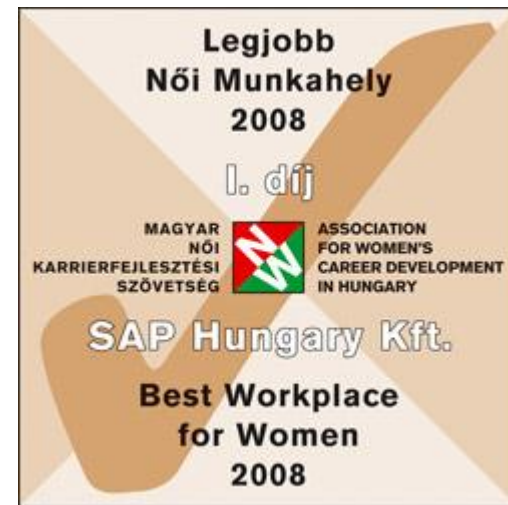 Legjobb
Női Munkahely
2008
I. díj
MAGYAR
NŐI
KARRIERFEJLESZTÉSI
SZÖVETSÉG
NW
ASSOCIATION
FOR WOMEN'S
CAREER DEVELOPMENT
IN HUNGARY
SAP Hungary Kft.
Best Workplace
for Women
2008